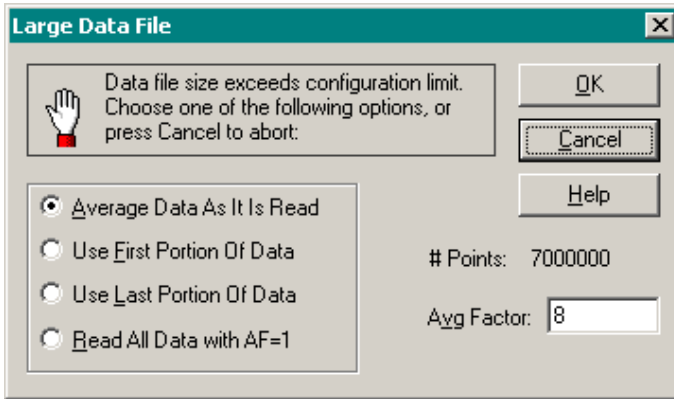 Large Data File
Data file size exceeds configuration limit.
Choose one of the following options, or
press Cancel to abort:
OK
Cancel
Help
Average Data As It Is Read
Use First Portion Of Data
Use Last Portion Of Data
Read All Data with AF=1
# Points: 7000000
Avg Factor: 8